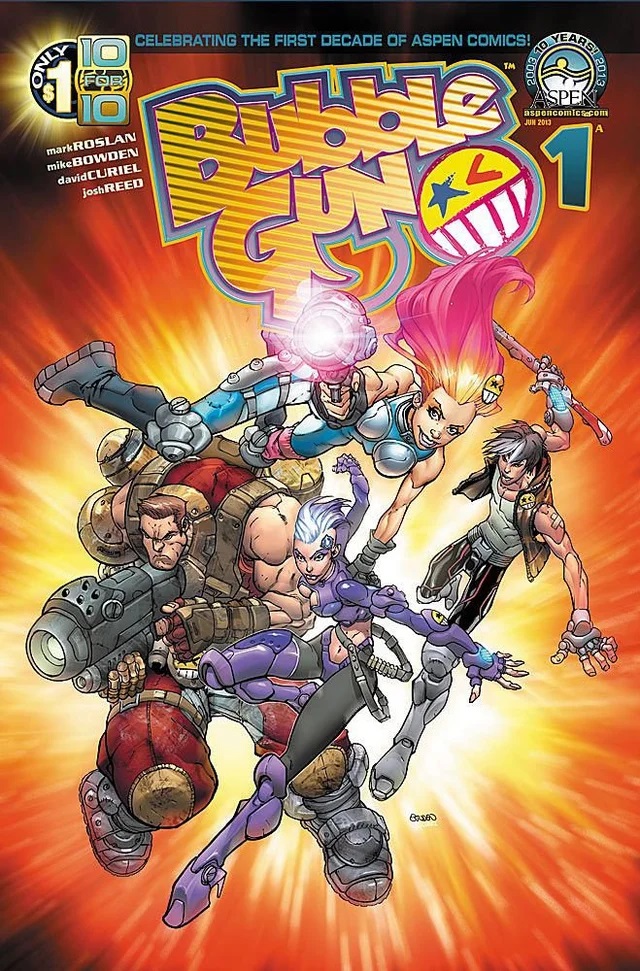 ONLY
$1
10
FOR
10
CELEBRATING THE FIRST DECADE OF ASPEN COMICS!
2003 10 YEARS! 2013
ASPEN
aspencomics.com
JUN 2013
1
A
markROSLAN
mikeBOWDEN
davidCURIEL
joshREED
BUBBLE
GUN
TM
BOWDEN